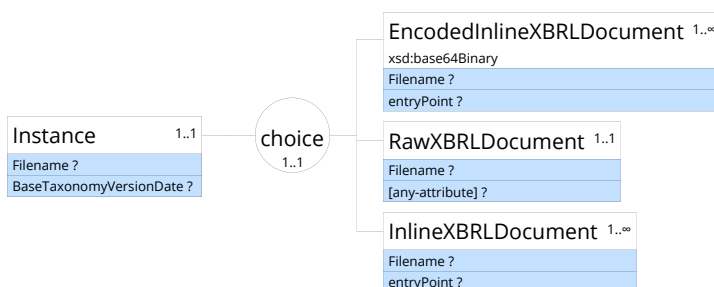 EncodedInlineXBRLDocument 1..∞
xsd:base64Binary
Filename ?
entryPoint ?
Instance 1..1
Filename ?
BaseTaxonomyVersionDate ?
choice
1..1
RawXBRLDocument 1..1
Filename ?
[any-attribute] ?
InlineXBRLDocument 1..∞
Filename ?
entryPoint ?